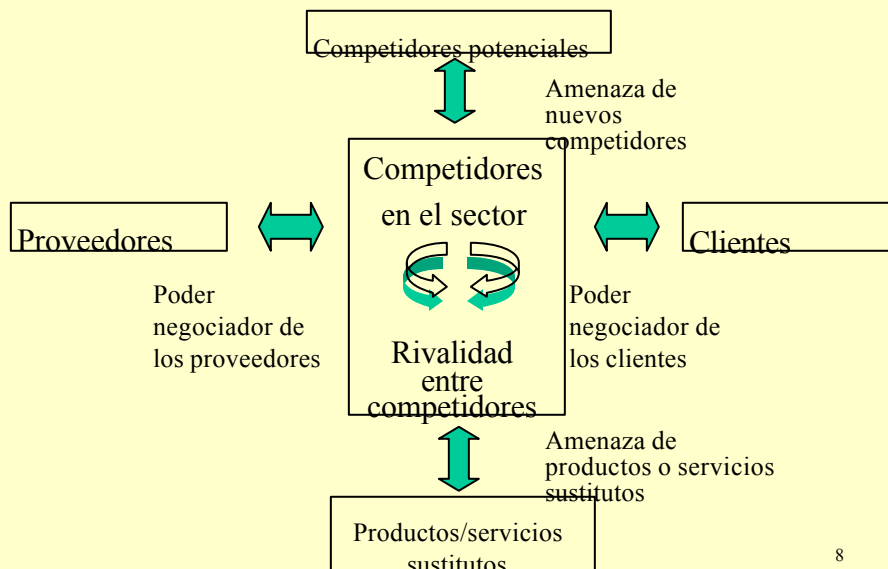 Competidores potenciales
Amenaza de
nuevos
competidores
Competidores
en el sector
Proveedores
Clientes
Poder
negociador de
los proveedores
Poder
negociador de
los clientes
Rivalidad
entre
competidores
Amenaza de
productos o servicios
sustitutos
Productos/servicios
sustitutos
8